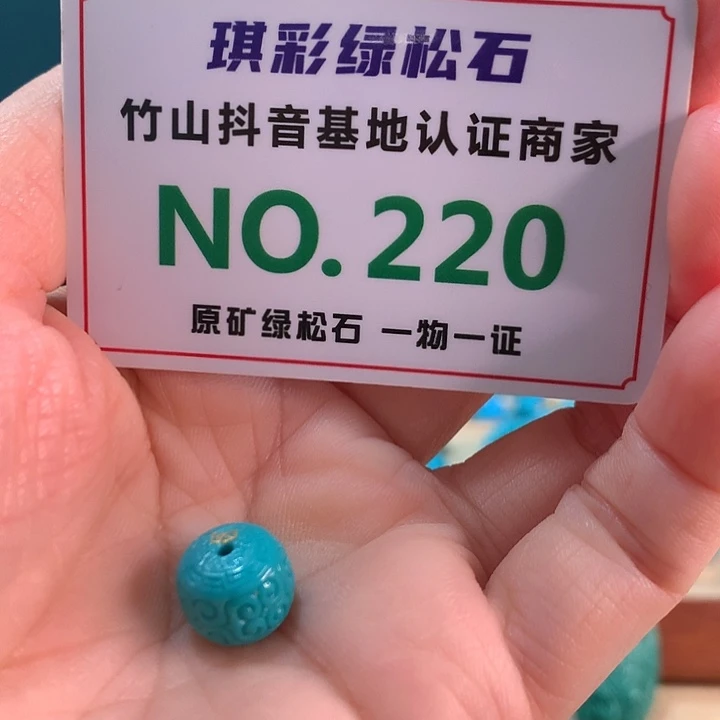 琪彩绿松石
竹山抖音基地认证商家
NO.220
原矿绿松石 一物一证